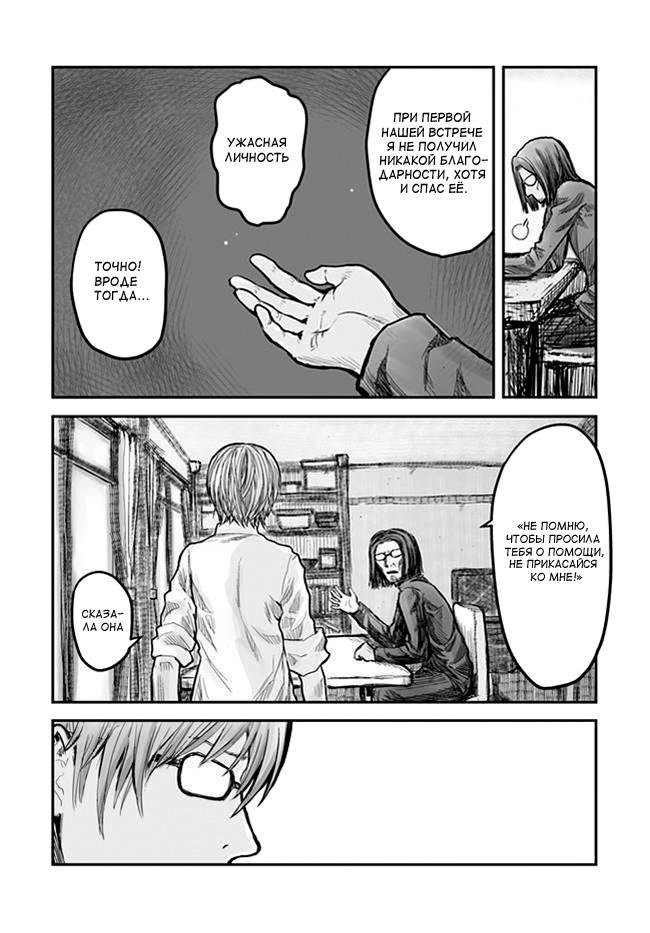 ПРИ ПЕРВОЙ
НАШЕЙ ВСТРЕЧЕ
Я НЕ ПОЛУЧИЛ
НИКАКОЙ БЛАГО-
ДАРНОСТИ, ХОТЯ
И СПАС ЕЁ.
УЖАСНАЯ
ЛИЧНОСТЬ
ТОЧНО!
ВРОДЕ
ТОГДА...
«НЕ ПОМНЮ,
ЧТОБЫ ПРОСИЛА
ТЕБЯ О ПОМОЩИ,
НЕ ПРИКАСАЙСЯ
КО МНЕ!»
СКАЗА-
ЛА ОНА